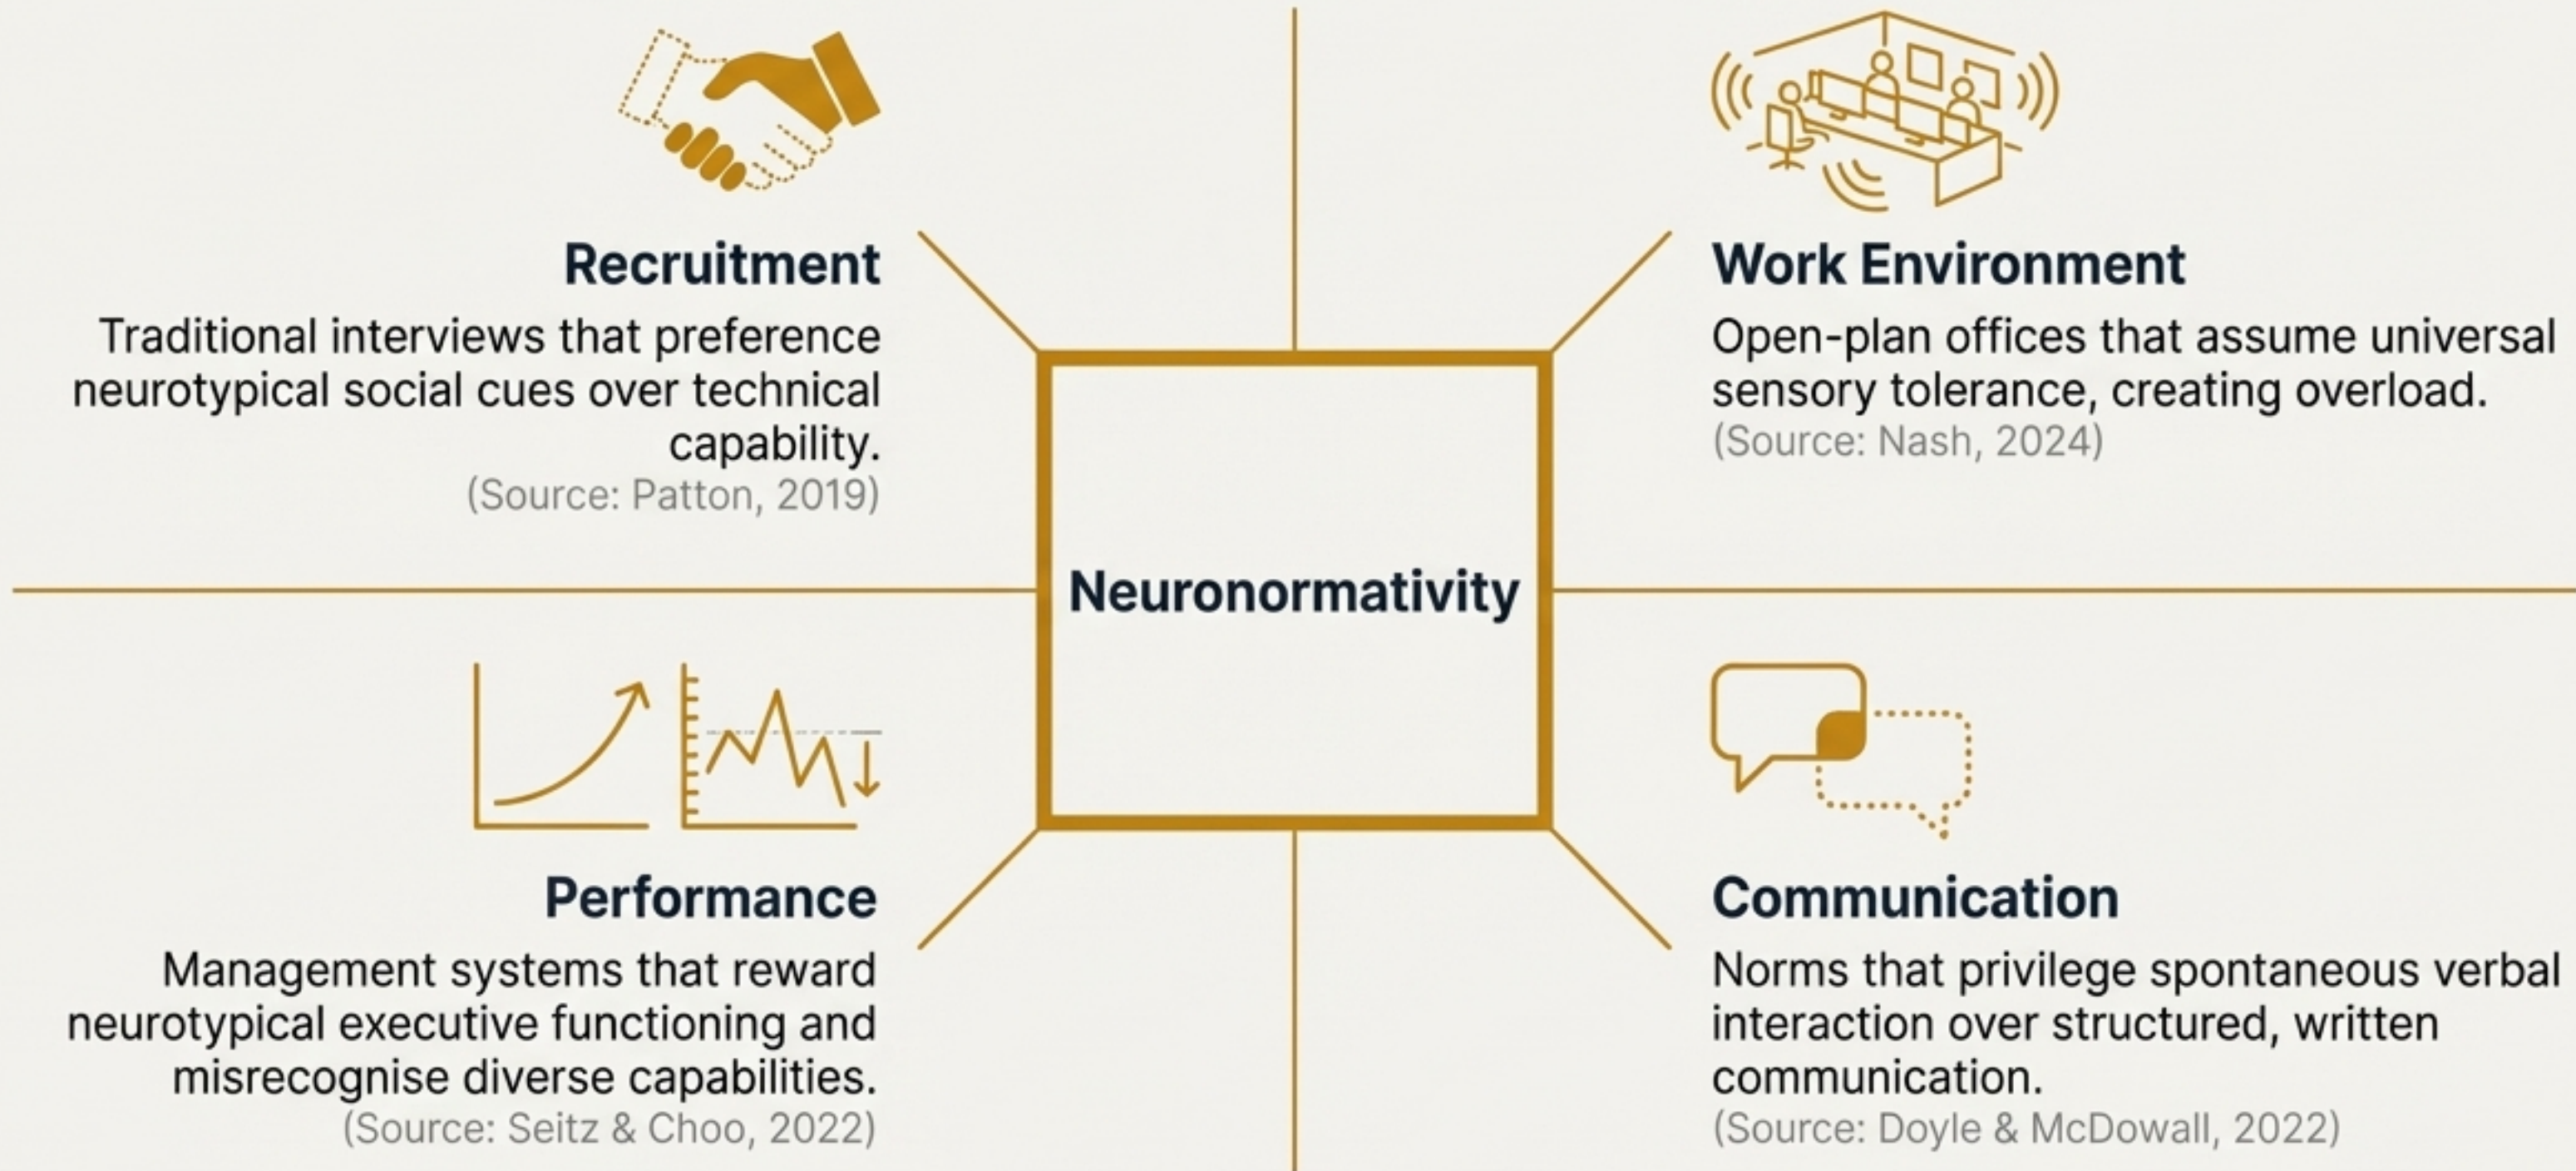 Recruitment
Traditional interviews that preference
neurotypical social cues over technical
capability.
(Source: Patton, 2019)
Work Environment
Open-plan offices that assume universal
sensory tolerance, creating overload.
(Source: Nash, 2024)
Neuronormativity
Performance
Management systems that reward
neurotypical executive functioning and
misrecognise diverse capabilities.
(Source: Seitz & Choo, 2022)
Communication
Norms that privilege spontaneous verbal
interaction over structured, written
communication.
(Source: Doyle & McDowall, 2022)